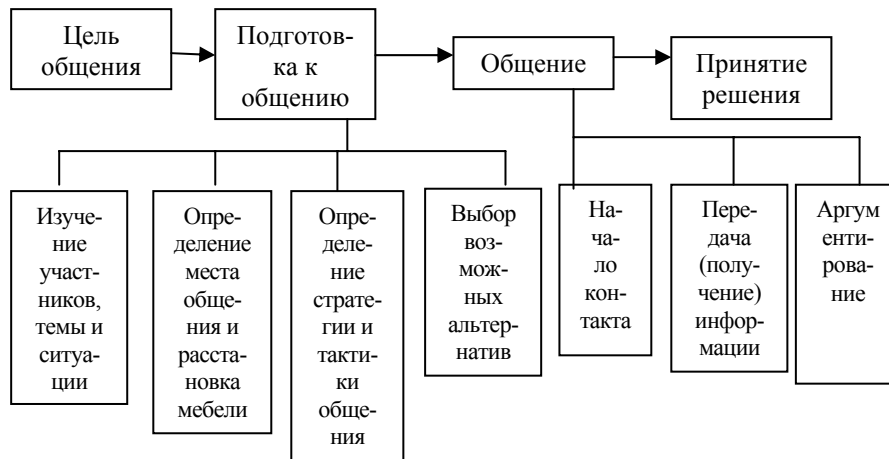 Цель
общения
Подготов-
ка к
общению
Общение
Принятие
решения
Изуче-
ние
участ-
ников,
темы и
ситуа-
ции
Опре-
деление
места
обще-
ния и
расста-
новка
мебели
Опре-
деле-
ние
страте-
гии и
такти-
ки
обще-
ния
Выбор
воз-
мож-
ных
альтер-
натив
На-
ча-
ло
кон-
такта
Пере-
дача
(полу-
чение)
инфор-
мации
Аргум
енти-
рова-
ние